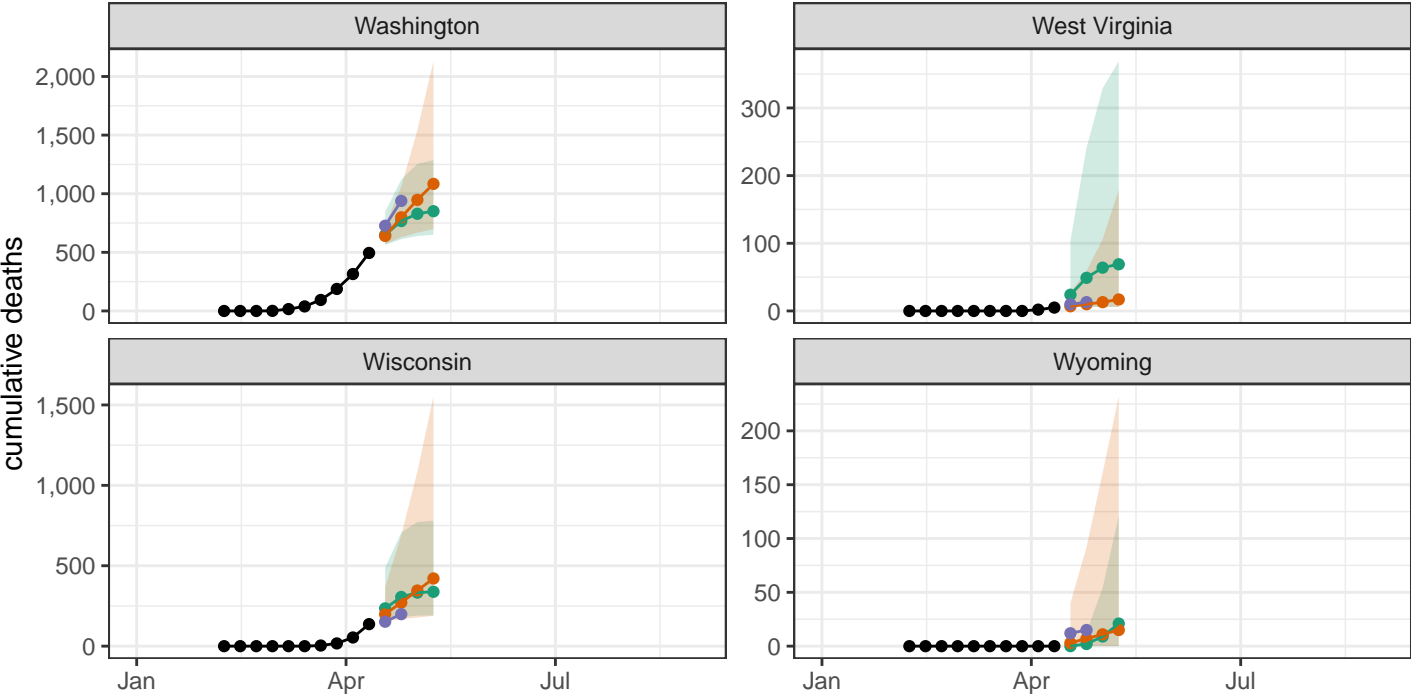 cumulative deaths
Washington
2,000
1,500
1,000
500
0
West Virginia
300
200
100
0
Wisconsin
1,500
1,000
500
0
Jan Apr Jul
Wyoming
200
150
100
50
0
Jan Apr Jul